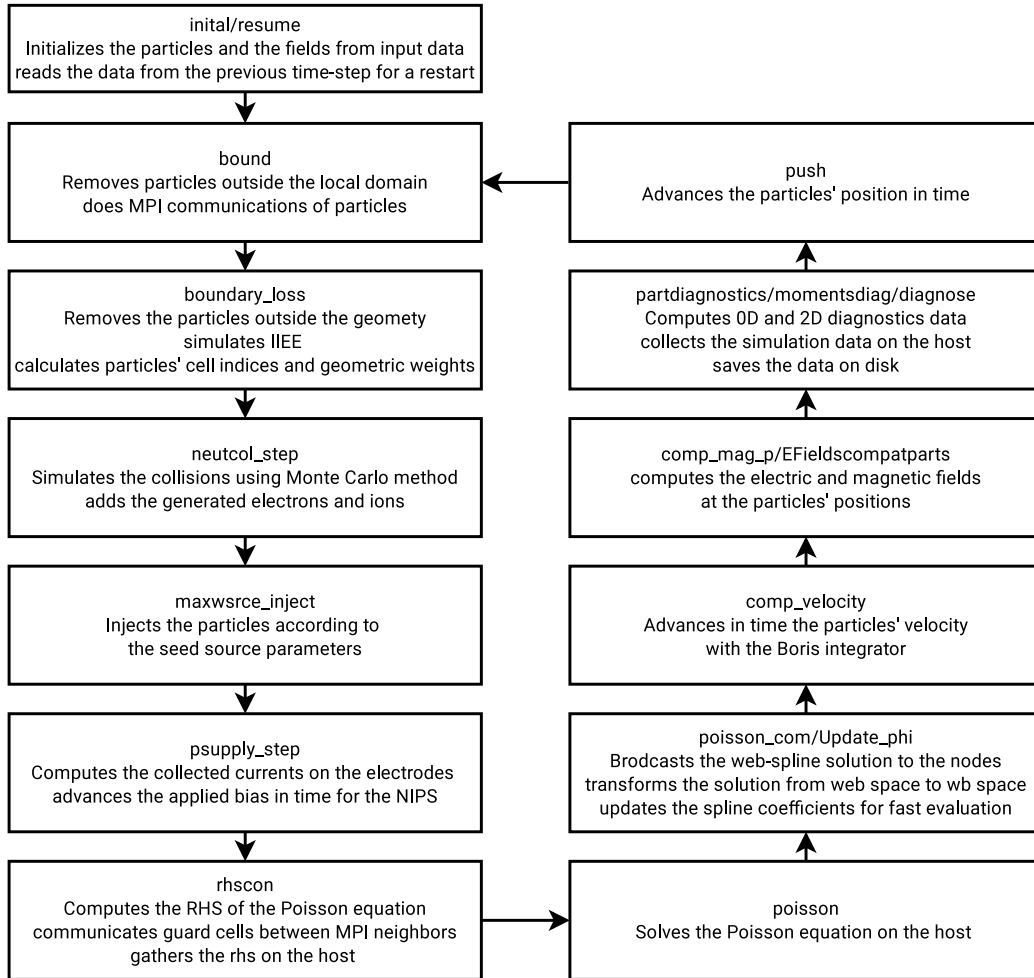 inital/resume
Initializes the particles and the fields from input data
reads the data from the previous time-step for a restart
bound
Removes particles outside the local domain
does MPI communications of particles
boundary_loss
Removes the particles outside the geomety
simulates IIEE
calculates particles' cell indices and geometric weights
neutcol_step
Simulates the collisions using Monte Carlo method
adds the generated electrons and ions
maxwsrce_inject
Injects the particles according to
the seed source parameters
psupply_step
Computes the collected currents on the electrodes
advances the applied bias in time for the NIPS
rhscon
Computes the RHS of the Poisson equation
communicates guard cells between MPI neighbors
gathers the rhs on the host
poisson
Solves the Poisson equation on the host
poisson_com/Update_phi
Brodcasts the web-spline solution to the nodes
transforms the solution from web space to wb space
updates the spline coefficients for fast evaluation
comp_velocity
Advances in time the particles' velocity
with the Boris integrator
comp_mag_p/EFieldscompatparts
computes the electric and magnetic fields
at the particles' positions
partdiagnostics/momentsdiag/diagnose
Computes 0D and 2D diagnostics data
collects the simulation data on the host
saves the data on disk
push
Advances the particles' position in time